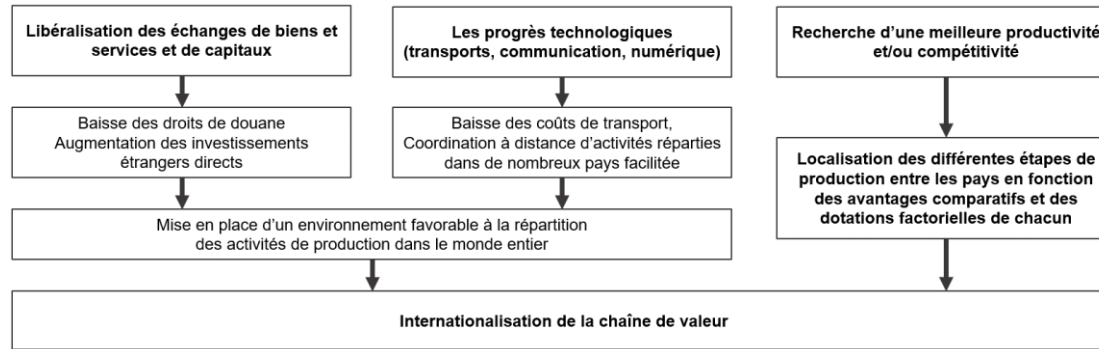 Libéralisation des échanges de biens et
services et de capitaux
Les progrès technologiques
(transports, communication, numérique)
Recherche d'une meilleure productivité
et/ou compétitivité
Baisse des droits de douane
Augmentation des investissements
étrangers directs
Baisse des coûts de transport,
Coordination à distance d'activités réparties
dans de nombreux pays facilitée
Localisation des différentes étapes de
production entre les pays en fonction
des avantages comparatifs et des
dotations factorielles de chacun
Mise en place d'un environnement favorable à la répartition
des activités de production dans le monde entier
Internationalisation de la chaîne de valeur